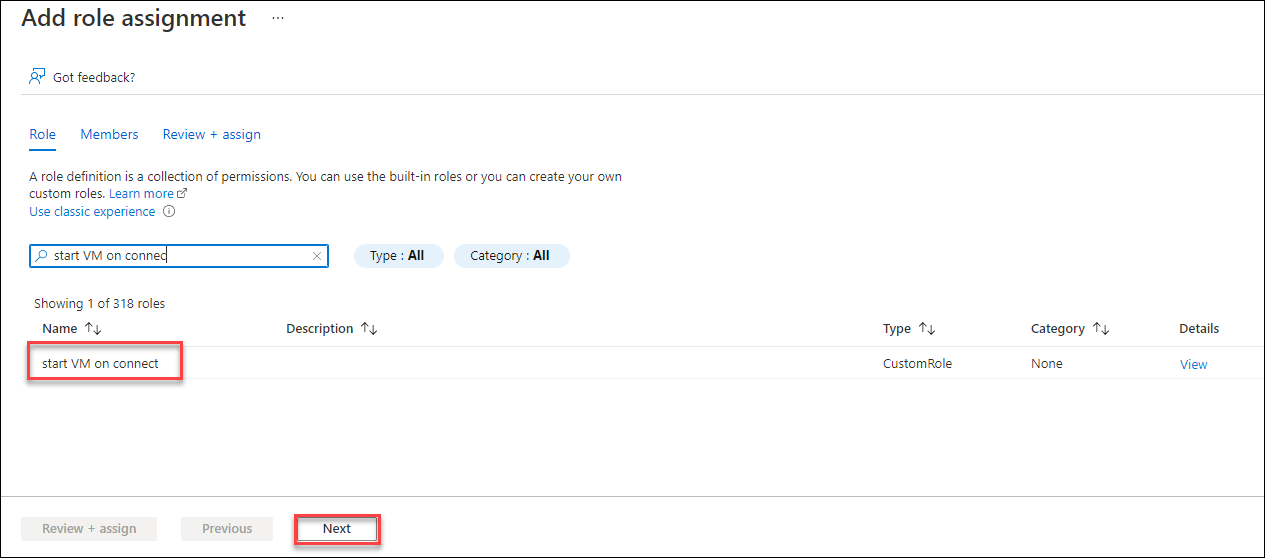 Add role assignment ...
Got feedback?
Role Members Review + assign
A role definition is a collection of permissions. You can use the built-in roles or you can create your own
custom roles. Learn more
Use classic experience
start VM on connec
Type : All Category : All
Showing 1 of 318 roles
Name Description Type Category Details
start VM on connect CustomRole None View
Review + assign Previous Next